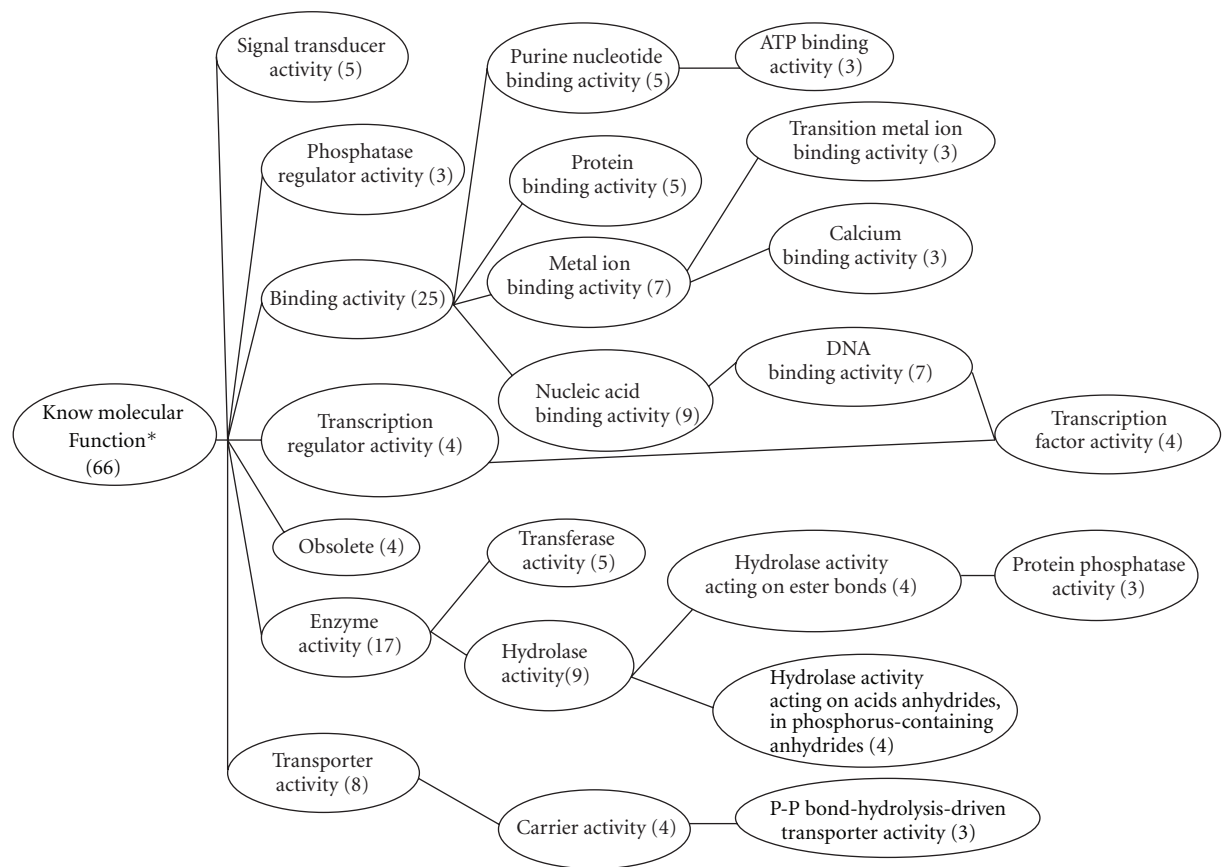 Signal transducer
activity (5)
Purine nucleotide
binding activity (5)
ATP binding
activity (3)
Phosphatase
regulator activity (3)
Protein
binding activity (5)
Transition metal ion
binding activity (3)
Binding activity (25)
Metal ion
binding activity (7)
Calcium
binding activity (3)
Nucleic acid
binding activity (9)
DNA
binding activity (7)
Know molecular
Function*
(66)
Transcription
regulator activity (4)
Transcription
factor activity (4)
Obsolete (4)
Transferase
activity (5)
Hydrolase activity
acting on ester bonds (4)
Protein phosphatase
activity (3)
Enzyme
activity (17)
Hydrolase
activity(9)
Hydrolase activity
acting on acids anhydrides,
in phosphorus-containing
anhydrides (4)
Transporter
activity (8)
Carrier activity (4)
P-P bond-hydrolysis-driven
transporter activity (3)